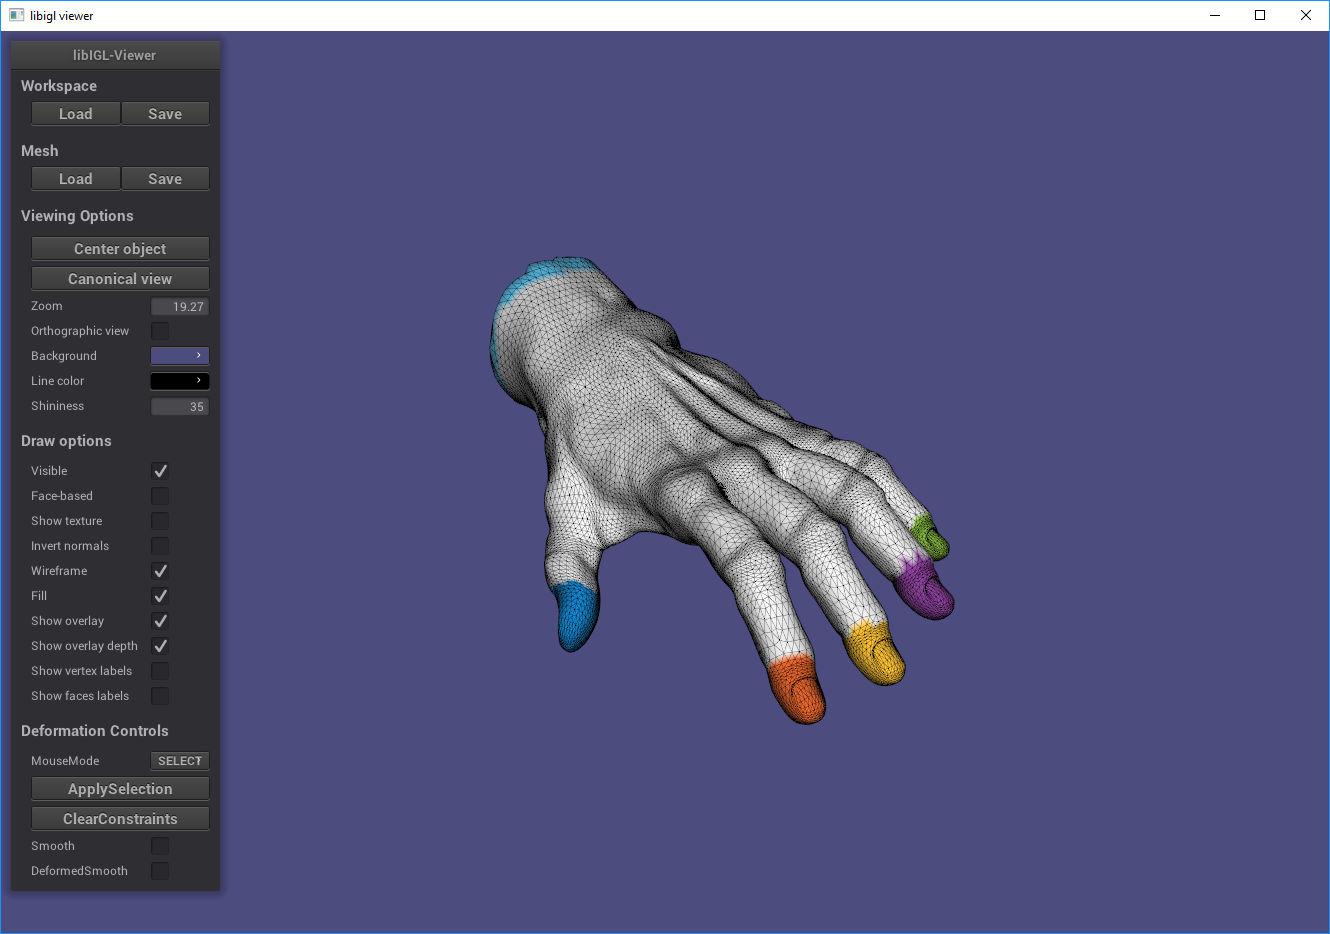 libigl viewer
libIGL-Viewer
Workspace
Load Save
Mesh
Load Save
Viewing Options
Center object
Canonical view
Zoom 19.27
Orthographic view
Background
Line color
Shininess 35
Draw options
Visible
Face-based
Show texture
Invert normals
Wireframe
Fill
Show overlay
Show overlay depth
Show vertex labels
Show faces labels
Deformation Controls
MouseMode SELECT
ApplySelection
ClearConstraints
Smooth
DeformedSmooth